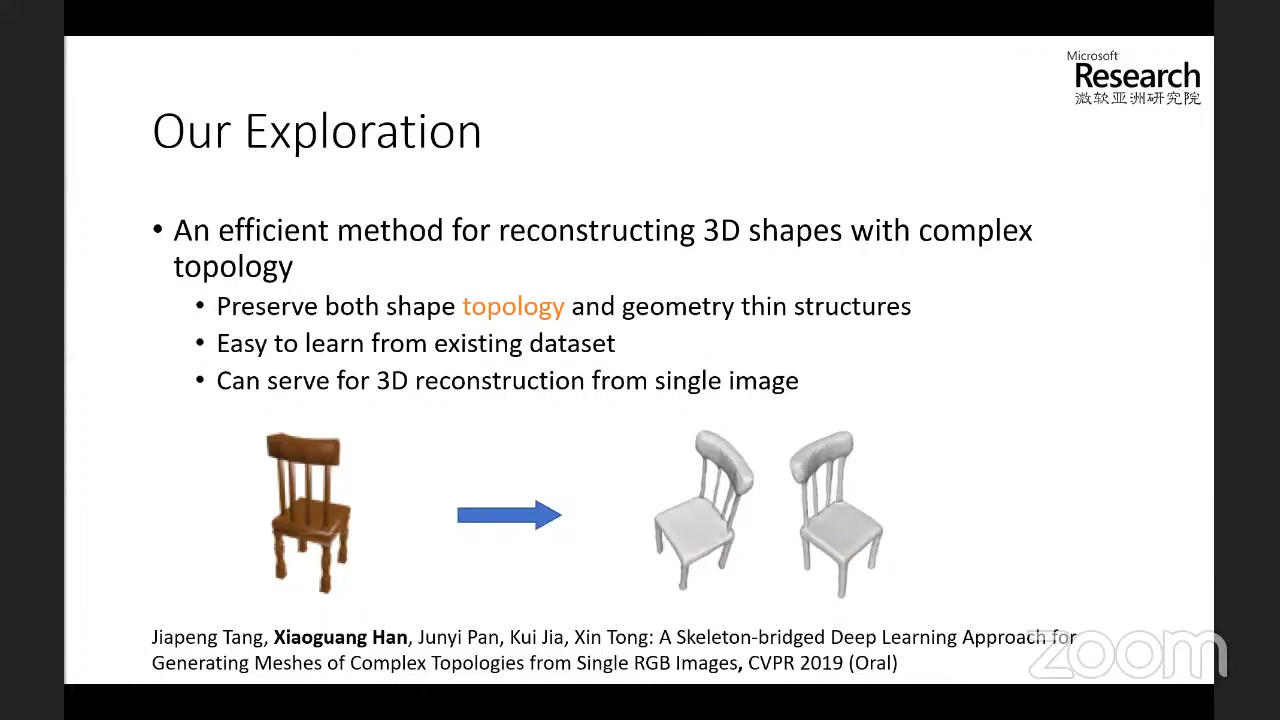 Microsoft
Research
微软亚洲研究院
Our Exploration
• An efficient method for reconstructing 3D shapes with complex
topology
• Preserve both shape topology and geometry thin structures
• Easy to learn from existing dataset
• Can serve for 3D reconstruction from single image
Jiapeng Tang, Xiaoguang Han, Junyi Pan, Kui Jia, Xin Tong: A Skeleton-bridged Deep Learning Approach for
Generating Meshes of Complex Topologies from Single RGB Images, CVPR 2019 (Oral)
zoom